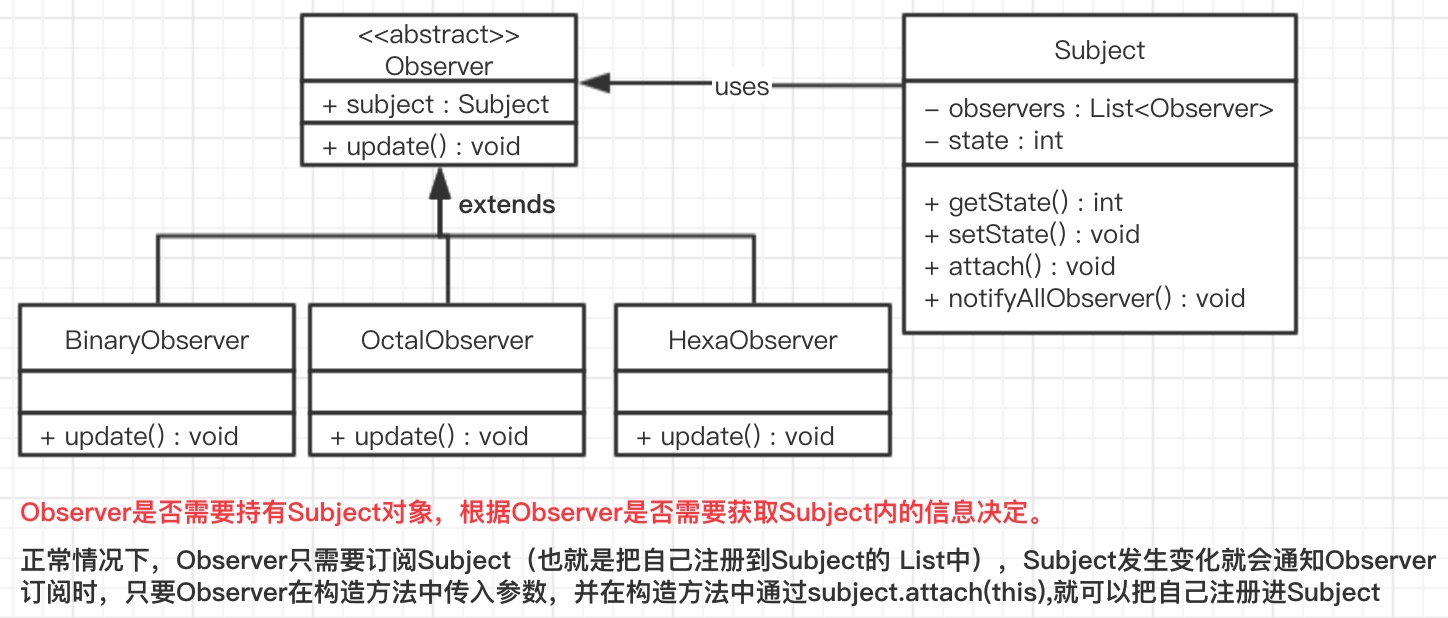 <<abstract>>
Observer
+ subject : Subject
+ update() : void
uses
Subject
– observers : List<Observer>
– state : int
+ getState() : int
+ setState() : void
+ attach() : void
+ notifyAllObserver() : void
extends
BinaryObserver
+ update() : void
OctalObserver
+ update() : void
HexaObserver
+ update() : void
Observer是否需要持有Subject对象，根据Observer是否需要获取Subject内的信息决定。
正常情况下，Observer只需要订阅Subject（也就是把自己注册到Subject的 List中），Subject发生变化就会通知Observer
订阅时，只要Observer在构造方法中传入参数，并在构造方法中通过subject.attach(this),就可以把自己注册进Subject